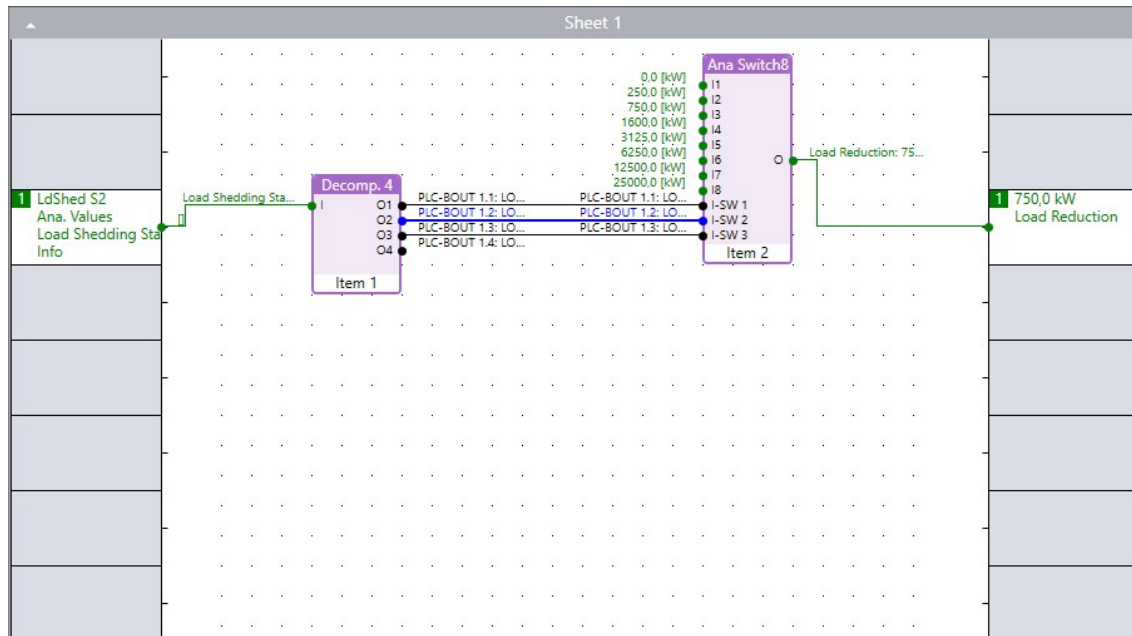 Sheet 1
Ana Switch8
0,0 [kW]
I1
250,0 [kW]
I2
750,0 [kW]
I3
1600,0 [kW]
I4
3125,0 [kW]
I5
6250,0 [kW]
I6
O
Load Reduction: 75...
12500,0 [kW]
I7
25000,0 [kW]
I8
1
LdShed S2
Ana. Values
Load Shedding Sta
Info
Load Shedding Sta...
Decomp. 4
I
O1
PLC-BOUT 1.1: LO...
PLC-BOUT 1.1: LO...
I-SW 1
O2
PLC-BOUT 1.2: LO...
PLC-BOUT 1.2: LO...
I-SW 2
O3
PLC-BOUT 1.3: LO...
PLC-BOUT 1.3: LO...
I-SW 3
O4
PLC-BOUT 1.4: LO...
Item 1
Item 2
1
750,0 kW
Load Reduction